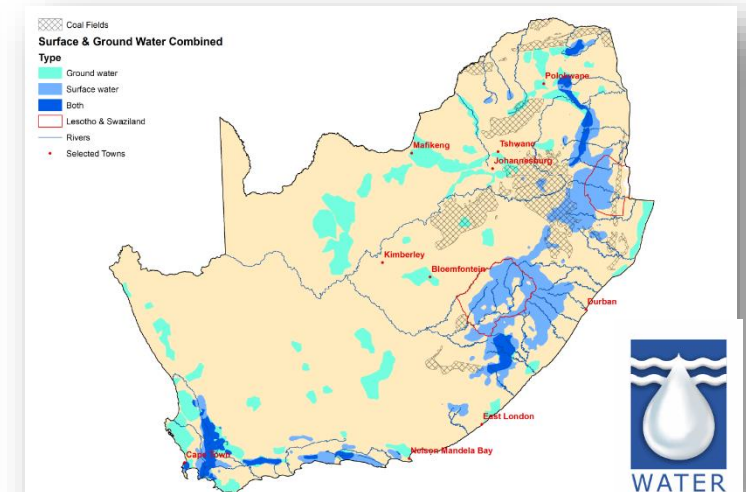 Coal Fields
Surface & Ground Water Combined
Type
Ground water
Surface water
Both
Lesotho & Swaziland
Rivers
Selected Towns
Polokwane
Mafikeng
Tshwane
Johannesburg
Kimberley
Bloemfontein
Durban
East London
Cape Town
Nelson Mandela Bay
WATER